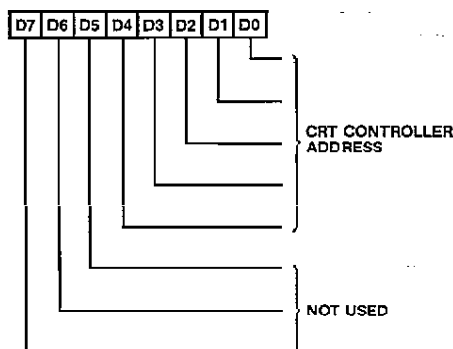 D7 D6 D5 D4 D3 D2 D1 D0
CRT CONTROLLER
ADDRESS
NOT USED